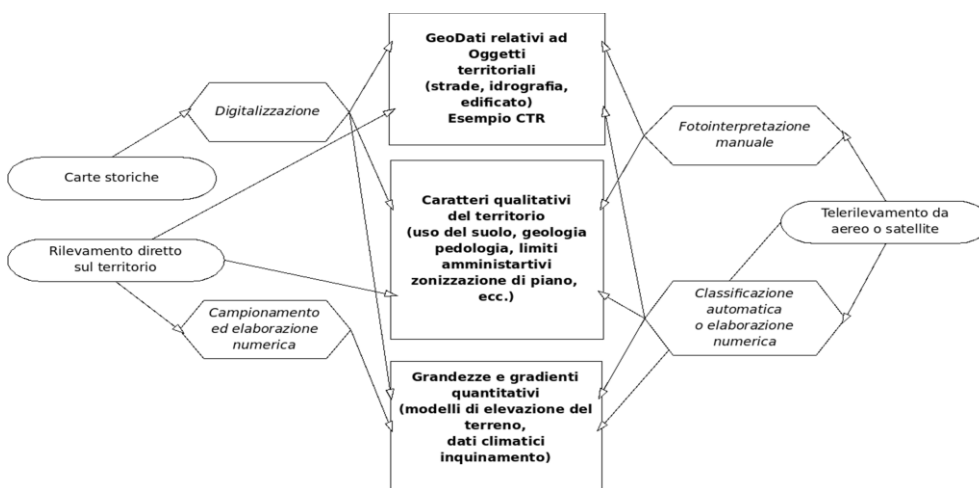 GeoDati relativi ad
Oggetti
territoriali
(strade, idrografia,
edificato)
Esempio CTR
Digitalizzazione
Fotointerpretazione
manuale
Carte storiche
Caratteri qualitativi
del territorio
(uso del suolo, geologia
pedologia, limiti
amministartivi
zonizzazione di piano,
ecc.)
Telerilevamento da
aereo o satellite
Rilevamento diretto
sul territorio
Campionamento
ed elaborazione
numerica
Classificazione
automatica
o elaborazione
numerica
Grandezze e gradienti
quantitativi
(modelli di elevazione del
terreno,
dati climatici
inquinamento)